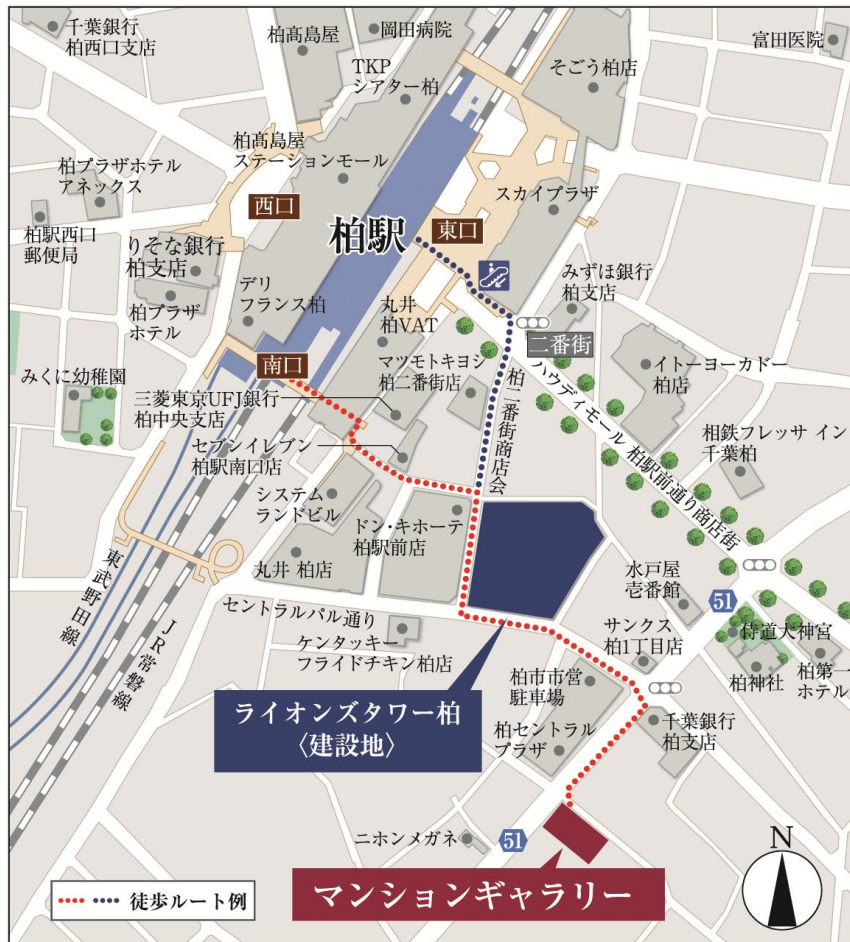 千葉銀行
柏西口支店
柏髙島屋
岡田病院
富田医院
TKP
シアター柏
そごう柏店
柏髙島屋
ステーションモール
柏プラザホテル
アネックス
西口
柏駅
東口
スカイプラザ
柏駅西口
郵便局
りそな銀行
柏支店
みずほ銀行
柏支店
デリ
フランス柏
丸井
柏VAT
柏プラザ
ホテル
二番街
南口
マツモトキヨシ
柏二番街店
イトーヨーカドー
柏店
みくに幼稚園
三菱東京UFJ銀行
柏中央支店
柏二番街商店会
ハウディモール 柏駅前通り商店街
相鉄フレッサ イン
千葉柏
セブンイレブン
柏駅南口店
システム
ランドビル
ドン・キホーテ
柏駅前店
丸井 柏店
水戸屋
壱番館
51
東武野田線
JR常磐線
セントラルパル通り
サンクス
柏1丁目店
侍道大神宮
ケンタッキー
フライドチキン柏店
柏神社
柏第一
ホテル
柏市市営
駐車場
ライオンズタワー柏
〈建設地〉
千葉銀行
柏支店
柏セントラル
プラザ
ニホンメガネ
51
N
マンションギャラリー
徒歩ルート例